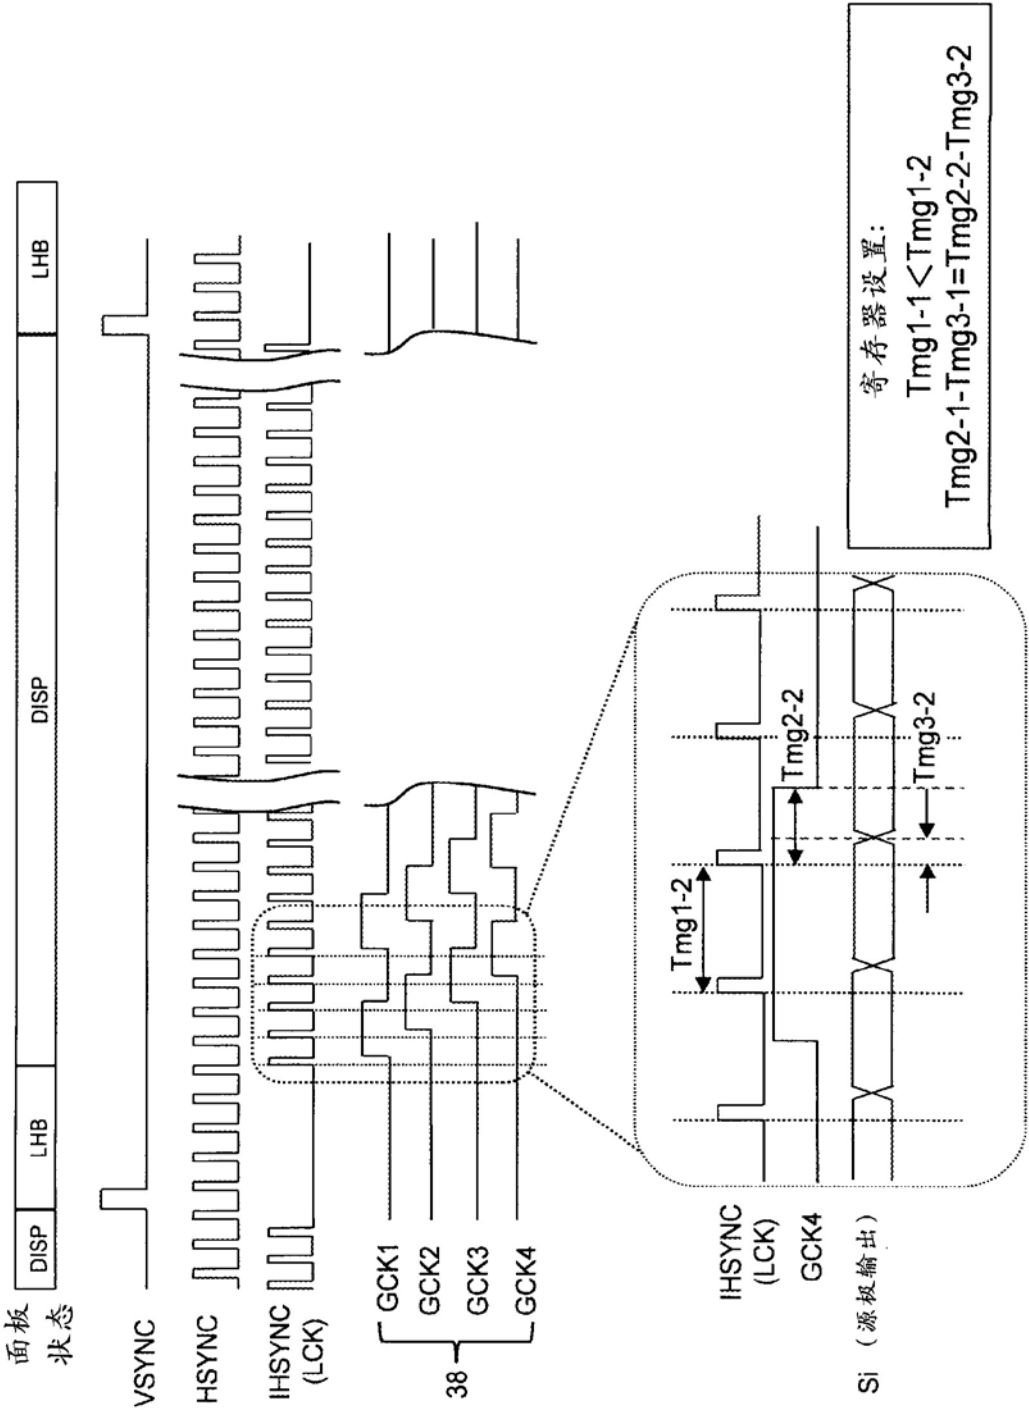 面板
状态
DISP
LHB
DISP
LHB
VSYNC
HSYNC
IHSYNC
(LCK)
GCK1
GCK2
GCK3
GCK4
38
IHSYNC
(LCK)
GCK4
Si (源极输出)
Tmg1-2
Tmg2-2
Tmg3-2
寄存器设置:
Tmg1-1<Tmg1-2
Tmg2-1-Tmg3-1=Tmg2-2-Tmg3-2